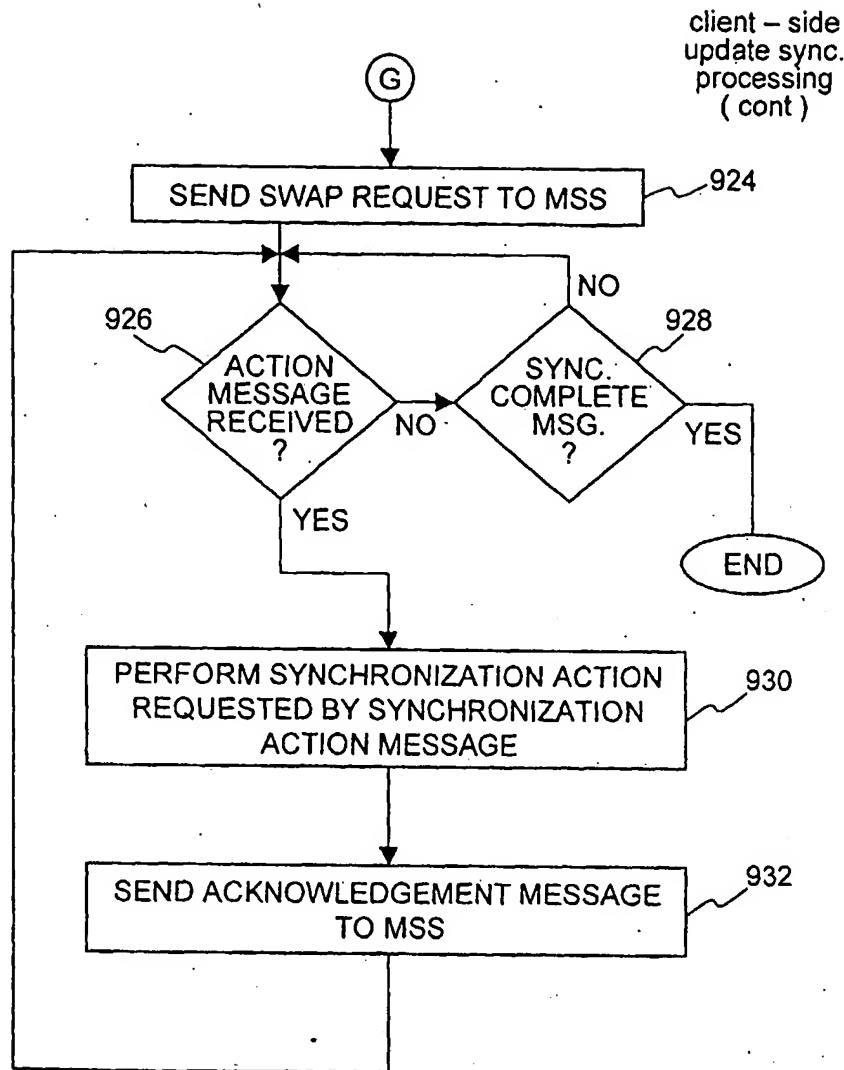 client – side
update sync.
processing
( cont )
G
SEND SWAP REQUEST TO MSS
924
NO
926
928
ACTION
MESSAGE
RECEIVED
?
NO
SYNC.
COMPLETE
MSG.
?
YES
YES
END
PERFORM SYNCHRONIZATION ACTION
REQUESTED BY SYNCHRONIZATION
ACTION MESSAGE
930
SEND ACKNOWLEDGEMENT MESSAGE
TO MSS
932